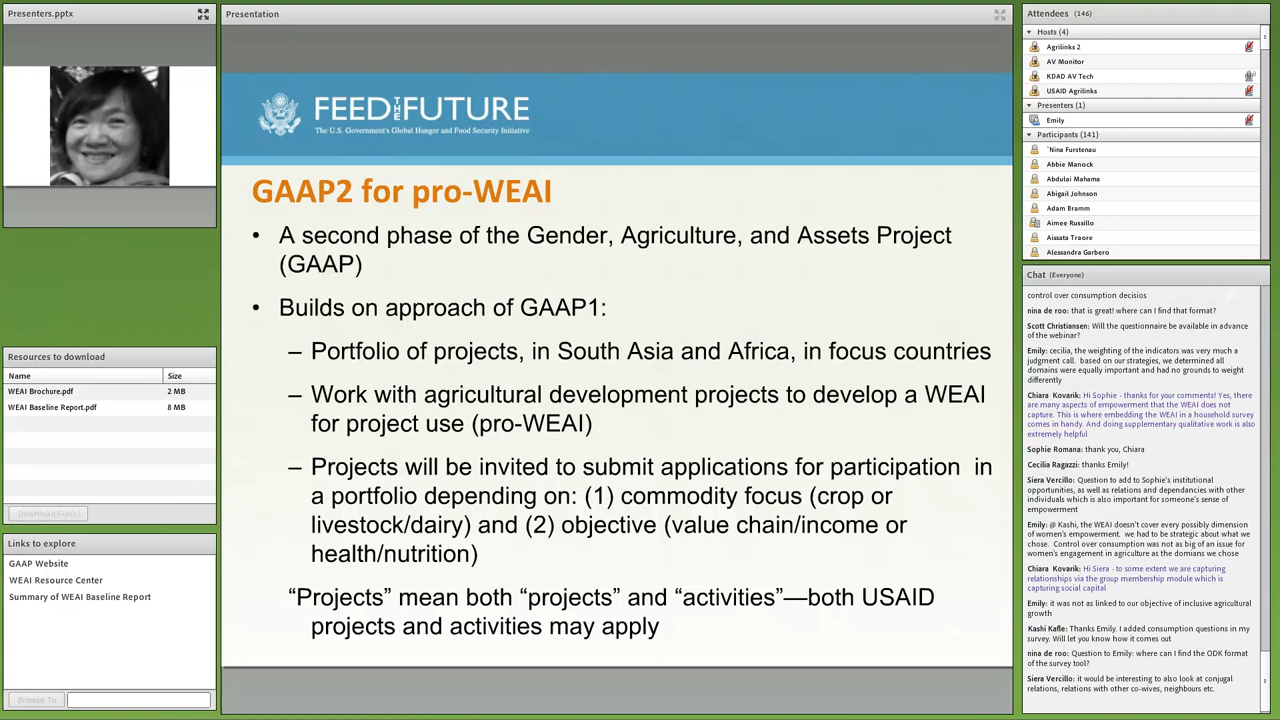 Presenters.pptx
Resources to download
Name
Size
WEAI Brochure.pdf
2 MB
WEAI Baseline Report.pdf
8 MB
Download File(s)
Links to explore
GAAP Website
WEAI Resource Center
Summary of WEAI Baseline Report
Browse To
Presentation
FEED THE FUTURE
The U.S. Government's Global Hunger and Food Security Initiative
GAAP2 for pro-WEAI
• A second phase of the Gender, Agriculture, and Assets Project
(GAAP)
• Builds on approach of GAAP1:
– Portfolio of projects, in South Asia and Africa, in focus countries
– Work with agricultural development projects to develop a WEAI
for project use (pro-WEAI)
– Projects will be invited to submit applications for participation in
a portfolio depending on: (1) commodity focus (crop or
livestock/dairy) and (2) objective (value chain/income or
health/nutrition)
“Projects” mean both “projects” and “activities”—both USAID
projects and activities may apply
Attendees (146)
Hosts (4)
Agrilinks 2
AV Monitor
KDAD AV Tech
USAID Agrilinks
Presenters (1)
Emily
Participants (141)
`Nina Furstenau
Abbie Manock
Abdulai Mahama
Abigail Johnson
Adam Bramm
Aimee Russillo
Aissata Traore
Alessandra Garbero
Chat (Everyone)
control over consumption decisios
nina de roo: that is great! where can I find that format?
Scott Christiansen: Will the questionnaire be available in advance
of the webinar?
Emily: cecilia, the weighting of the indicators was very much a
judgment call. based on our strategies, we determined all
domains were equally important and had no grounds to weight
differently
Chiara Kovarik: Hi Sophie - thanks for your comments! Yes, there
are many aspects of empowerment that the WEAI does not
capture. This is where embedding the WEAI in a household survey
comes in handy. And doing supplementary qualitative work is also
extremely helpful
Sophie Romana: thank you, Chiara
Cecilia Ragazzi: thanks Emily!
Siera Vercillo: Question to add to Sophie's institutional
opportunities, as well as relations and dependencies with other
individuals which is also important for someone's sense of
empowerment
Emily: @ Kashi, the WEAI doesn't cover every possibly dimension
of women's empowerment. we had to be strategic about what we
chose. Control over consumption was not as big of an issue for
women's engagement in agriculture as the domians we chose
Chiara Kovarik: Hi Siera - to some extent we are capturing
relationships via the group membership module which is
capturing social capital
Emily: it was not as linked to our objective of inclusive agricultural
growth
Kashi Kafle: Thanks Emily. I added consumption questions in my
survey. Will let you know how it comes out
nina de roo: Question to Emily: where can I find the ODK format
of the survey tool?
Siera Vercillo: it would be interesting to also look at conjugal
relations, relations with other co-wives, neighbours etc.